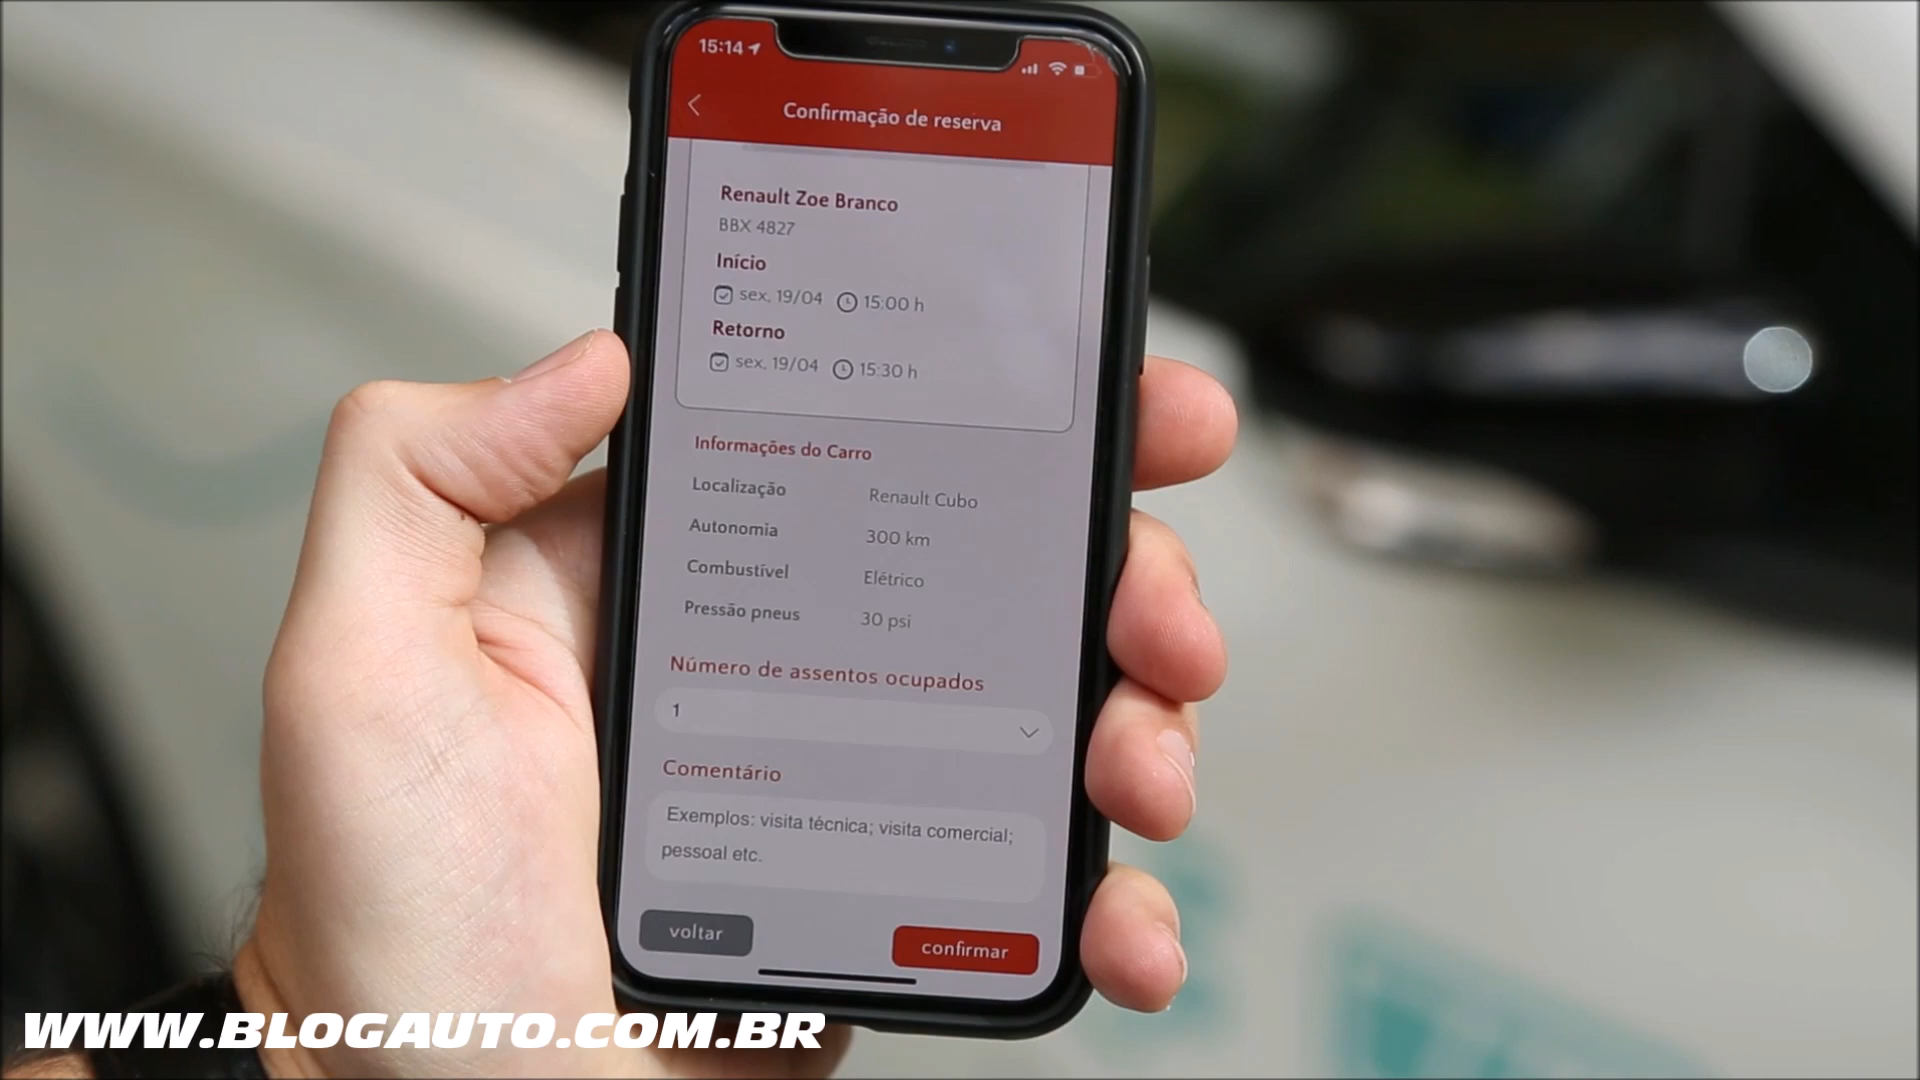 15:14
Confirmação de reserva
Renault Zoe Branco
BBX 4827
Início
sex. 19/04 15:00 h
Retorno
sex. 19/04 15:30 h
Informações do Carro
Localização Renault Cubo
Autonomia 300 km
Combustível Elétrico
Pressão pneus 30 psi
Número de assentos ocupados
1
Comentário
Exemplos: visita técnica; visita comercial;
pessoal etc.
voltar confirmar
WWW.BLOGAUTO.COM.BR